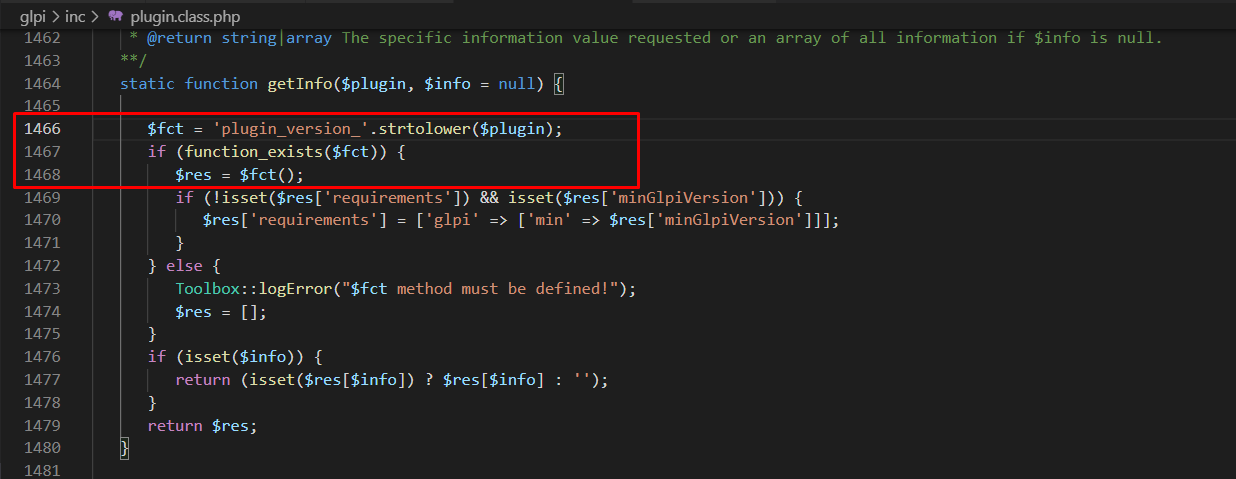 glpi > inc > plugin.class.php
1462 * @return string|array The specific information value requested or an array of all information if $info is null.
1463 **/
1464 static function getInfo($plugin, $info = null) {
1465
1466 $fct = 'plugin_version_'.strtolower($plugin);
1467 if (function_exists($fct)) {
1468 $res = $fct();
1469 if (!isset($res['requirements']) && isset($res['minGlpiVersion'])) {
1470 $res['requirements'] = ['glpi' => ['min' => $res['minGlpiVersion']]];
1471 }
1472 } else {
1473 Toolbox::logError("$fct method must be defined!");
1474 $res = [];
1475 }
1476 if (isset($info)) {
1477 return (isset($res[$info]) ? $res[$info] : '');
1478 }
1479 return $res;
1480 }
1481